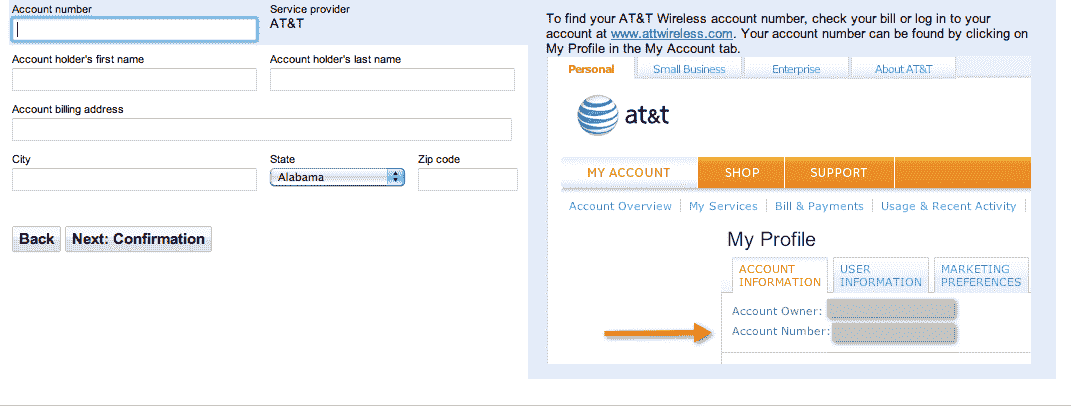 Account number
Service provider
AT&T
Account holder's first name
Account holder's last name
Account billing address
City
State
Zip code
Alabama
Back
Next: Confirmation
To find your AT&T Wireless account number, check your bill or log in to your
account at www.attwireless.com. Your account number can be found by clicking on
My Profile in the My Account tab.
Personal
Small Business
Enterprise
About AT&T
at&t
MY ACCOUNT
SHOP
SUPPORT
Account Overview
My Services
Bill & Payments
Usage & Recent Activity
My Profile
ACCOUNT
INFORMATION
USER
INFORMATION
MARKETING
PREFERENCES
Account Owner:
Account Number: